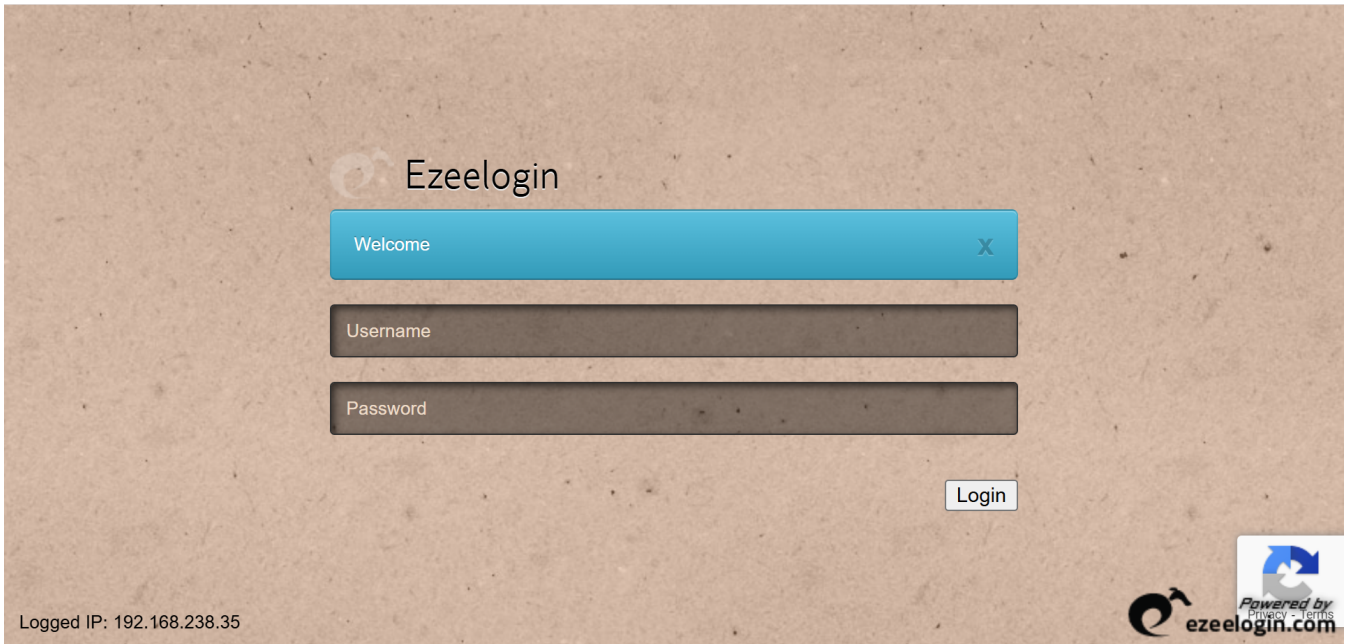 Ezeelogin
Welcome
x
Username
Password
Login
Logged IP: 192.168.238.35
Powered by
Privacy - Terms
ezeelogin.com